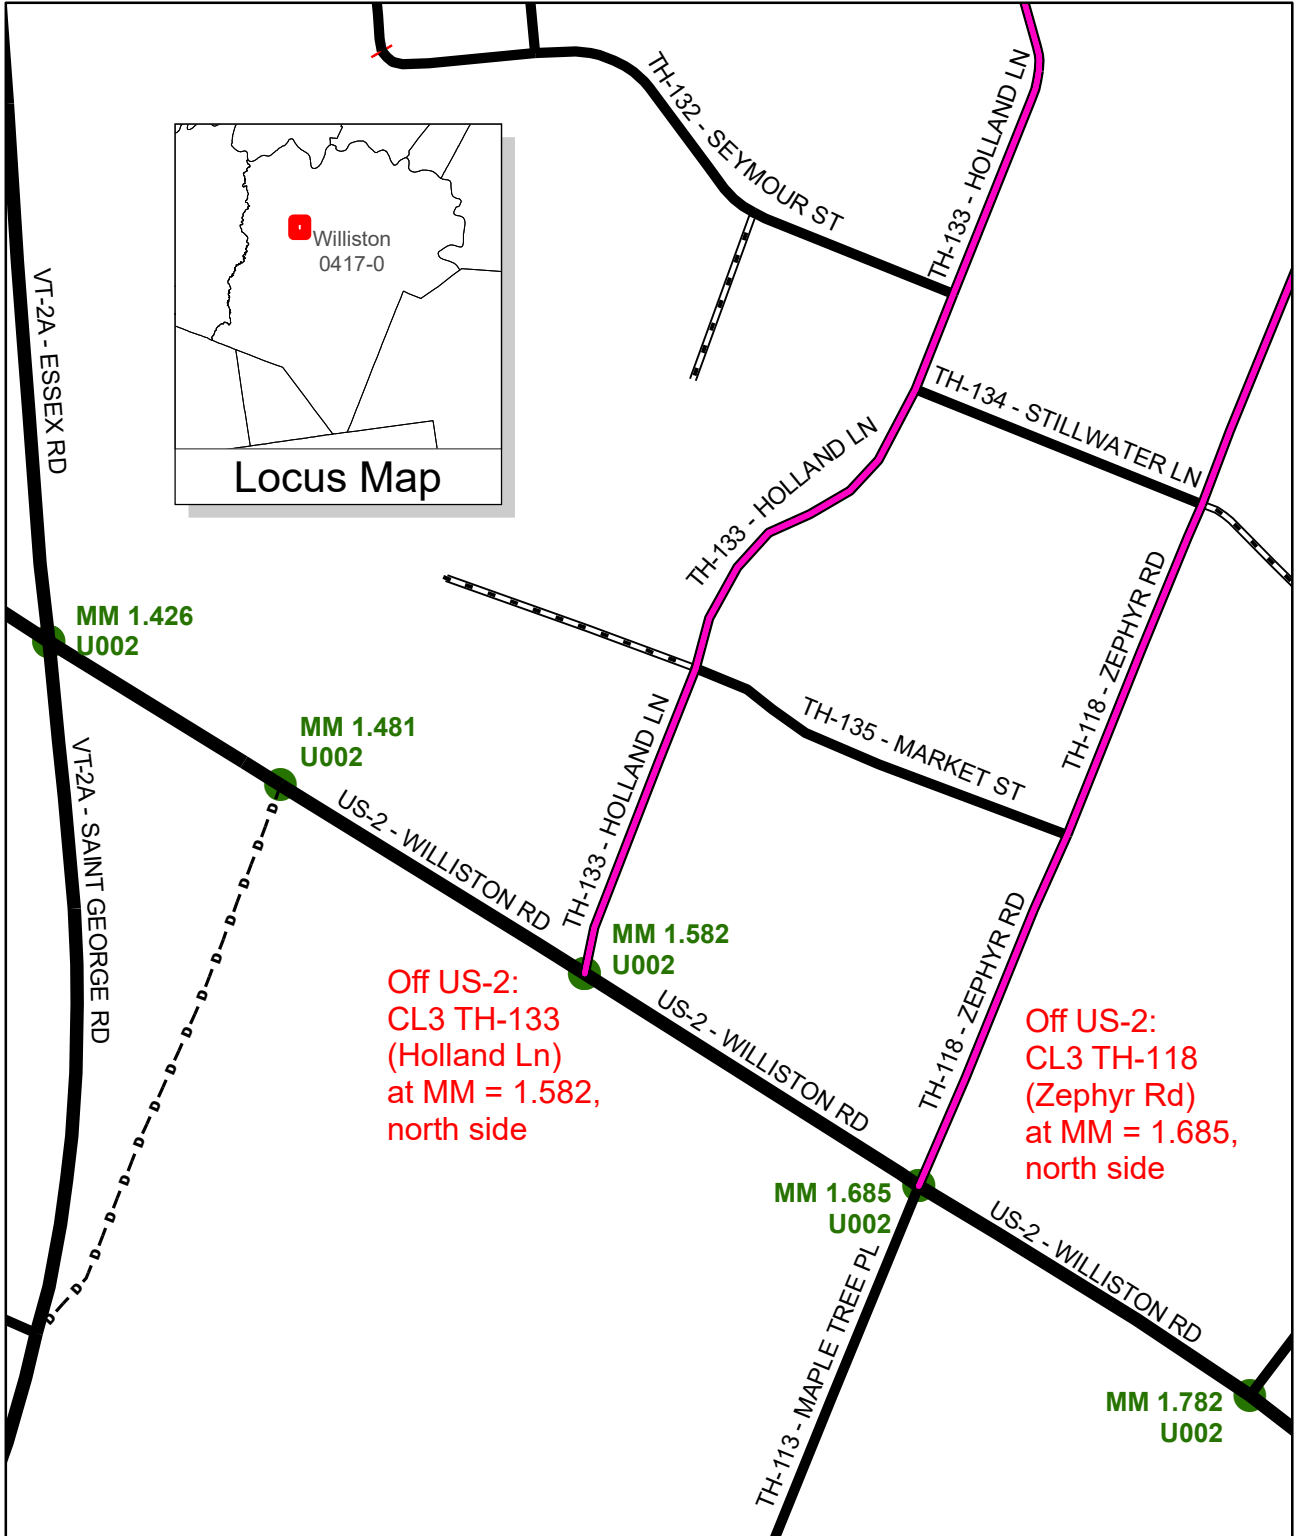 TH-132 - SEYMOUR ST
TH-133 - HOLLAND LN
Williston
0417-0
Locus Map
VT-2A - ESSEX RD
TH-134 - STILLWATER LN
TH-133 - HOLLAND LN
MM 1.426
U002
TH-118 - ZEPHYR RD
MM 1.481
U002
TH-135 - MARKET ST
TH-133 - HOLLAND LN
VT-2A - SAINT GEORGE RD
US-2 - WILLISTON RD
D
D
D
D
D
D
D
D
D
D
D
D
D
D
MM 1.582
U002
TH-118 - ZEPHYR RD
Off US-2:
CL3 TH-133
(Holland Ln)
at MM = 1.582,
north side
US-2 - WILLISTON RD
Off US-2:
CL3 TH-118
(Zephyr Rd)
at MM = 1.685,
north side
MM 1.685
U002
US-2 - WILLISTON RD
TH-113 - MAPLE TREE PL
MM 1.782
U002